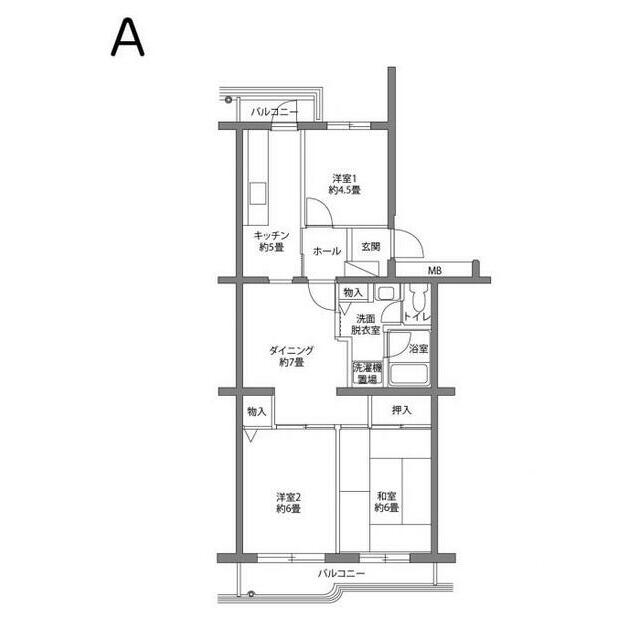 A
バルコニー
洋室1
約4.5畳
キッチン
約5畳
ホール
玄関
MB
物入
洗面
脱衣室
トイレ
浴室
ダイニング
約7畳
洗濯機
置場
物入
押入
洋室2
約6畳
和室
約6畳
バルコニー